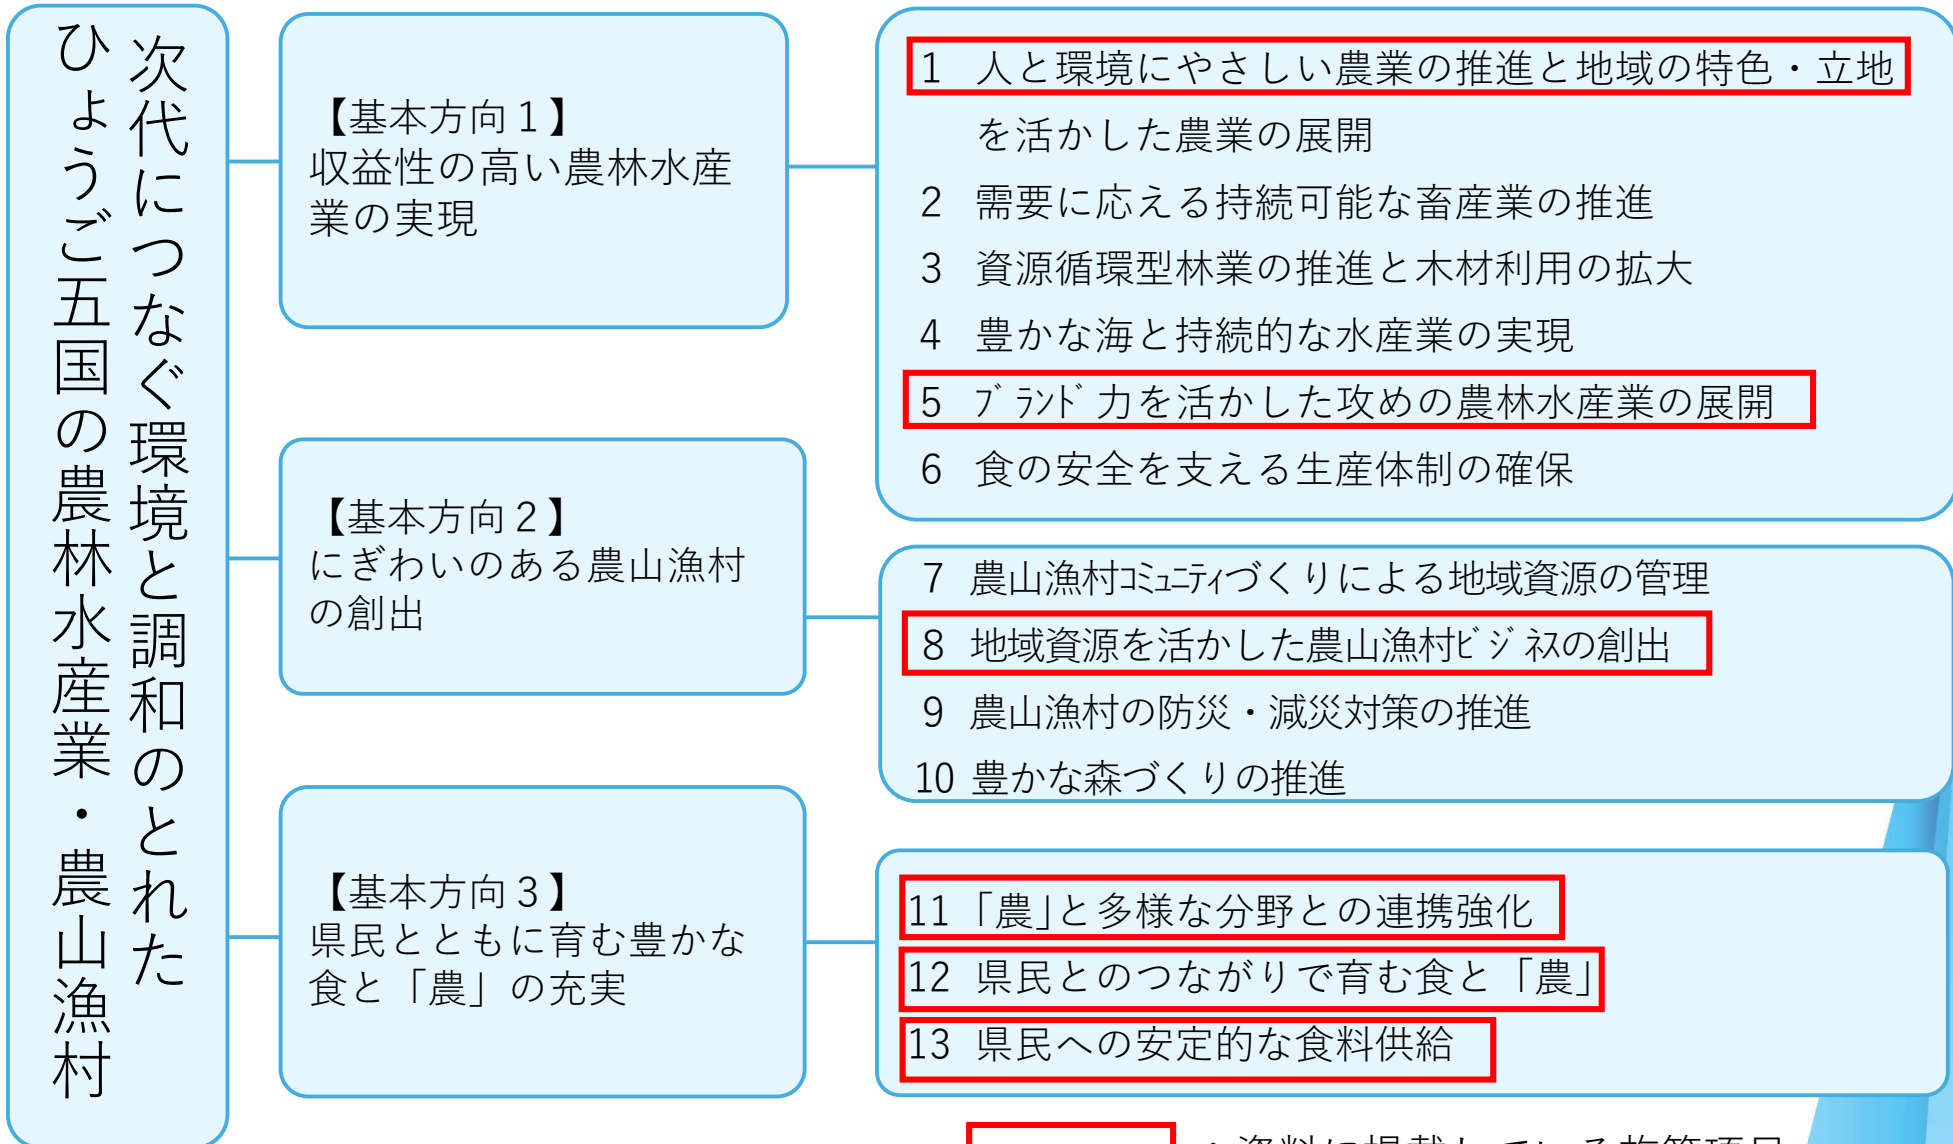 次代につなぐ環境と調和のとれた
ひょうご五国の農林水産業・農山漁村
【基本方向１】
収益性の高い農林水産
業の実現
1 人と環境にやさしい農業の推進と地域の特色・立地
を活かした農業の展開
2 需要に応える持続可能な畜産業の推進
3 資源循環型林業の推進と木材利用の拡大
4 豊かな海と持続的な水産業の実現
5 ﾌﾞﾗﾝﾄﾞ力を活かした攻めの農林水産業の展開
6 食の安全を支える生産体制の確保
【基本方向２】
にぎわいのある農山漁村
の創出
7 農山漁村ｺﾐｭﾆﾃｨづくりによる地域資源の管理
8 地域資源を活かした農山漁村ﾋﾞｼﾞﾈｽの創出
9 農山漁村の防災・減災対策の推進
10 豊かな森づくりの推進
【基本方向３】
県民とともに育む豊かな
食と「農」の充実
11 「農」と多様な分野との連携強化
12 県民とのつながりで育む食と「農」
13 県民への安定的な食料供給
：資料に掲載している施策項目